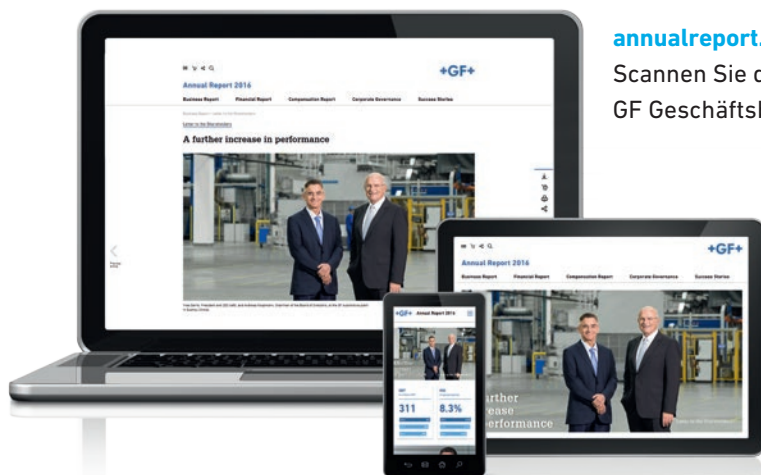 annualreport.
Scannen Sie d
GF Geschäftsb
+GF+
Annual Report 2016
Business Report Financial Report Compensation Report Corporate Governance Success Stories
Letter to the Shareholders
A further increase in performance
+GF+
Annual Report 2016
Business Report Financial Report Compensation Report Corporate Governance Success Stories
+GF+ Annual Report 2016
311
8.3%
rther
ease
performance